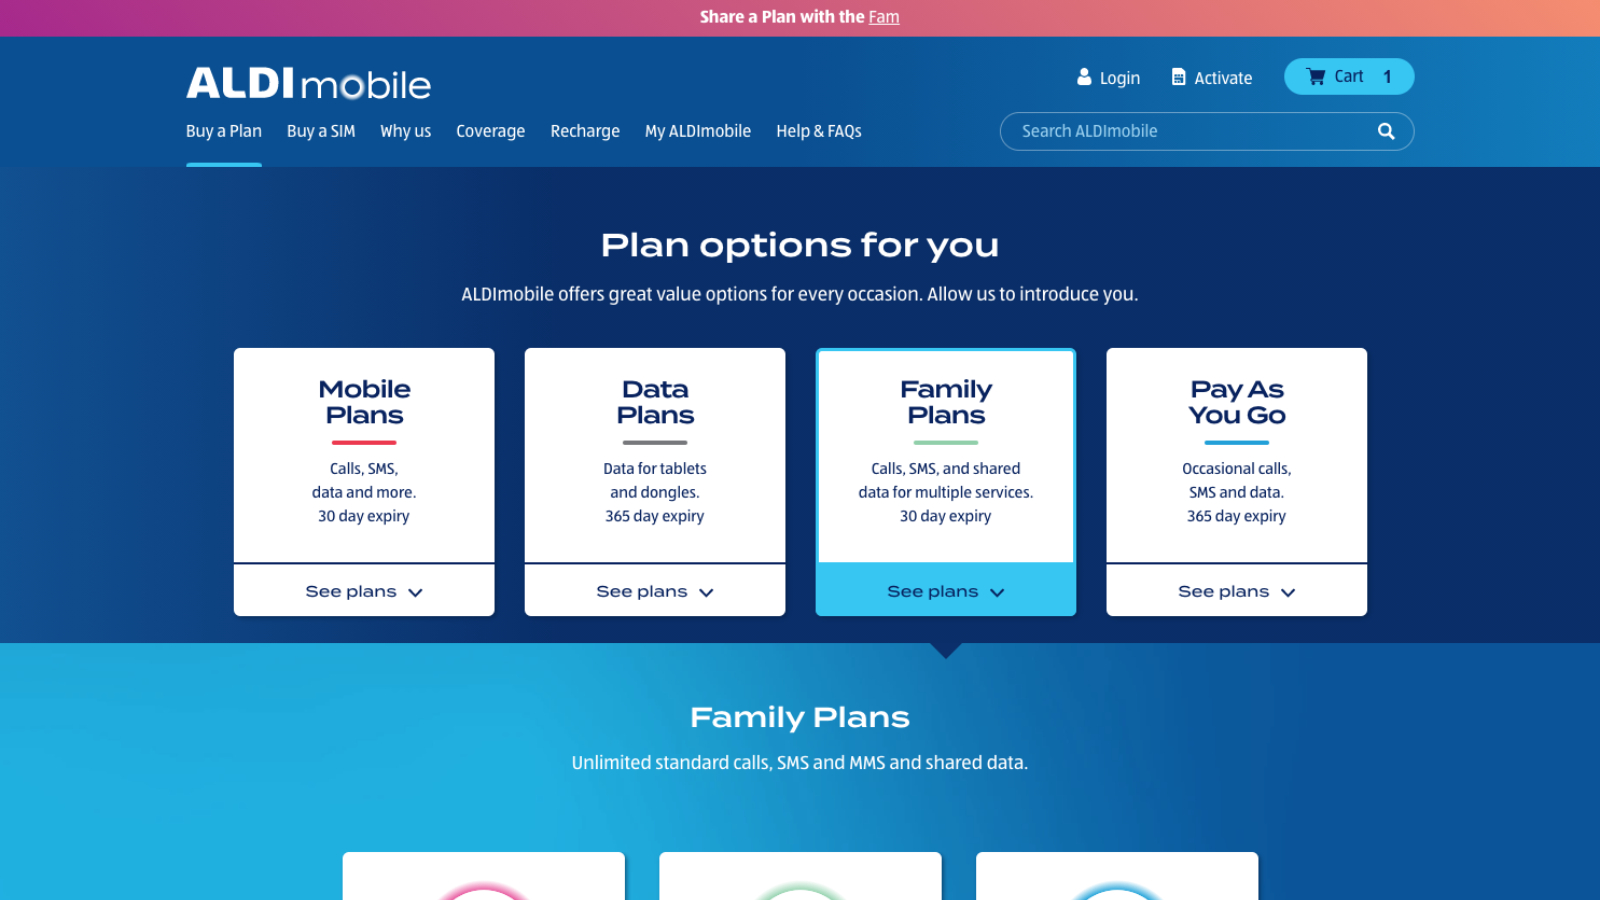 Share a Plan with the Fam
ALDI mobile
Login
Activate
Cart 1
Buy a Plan
Buy a SIM
Why us
Coverage
Recharge
My ALDImobile
Help & FAQs
Search ALDImobile
Plan options for you
ALDImobile offers great value options for every occasion. Allow us to introduce you.
Mobile
Plans
Calls, SMS,
data and more.
30 day expiry
See plans
Data
Plans
Data for tablets
and dongles.
365 day expiry
See plans
Family
Plans
Calls, SMS, and shared
data for multiple services.
30 day expiry
See plans
Pay As
You Go
Occasional calls,
SMS and data.
365 day expiry
See plans
Family Plans
Unlimited standard calls, SMS and MMS and shared data.